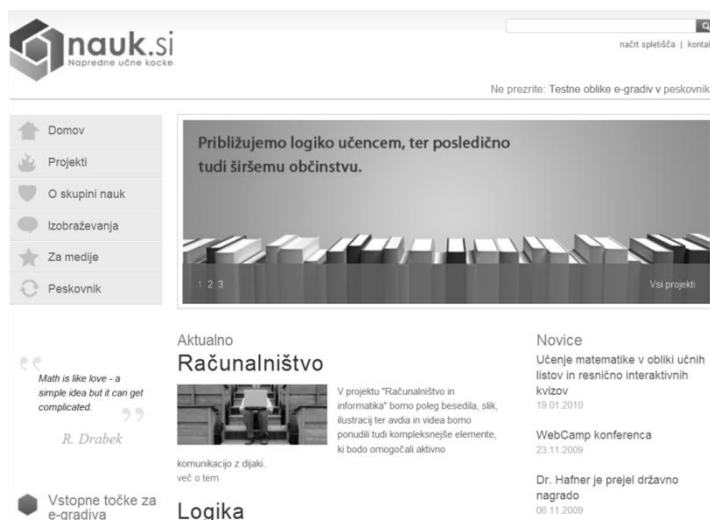 nauk.si
Napredne učne kocke
načrt spletišča | kontak
Ne prezrite: Testne oblike e-gradiv v peskovnik
Domov
Projekti
O skupini nauk
Izobraževanja
Za medije
Peskovnik
Približujemo logiko učencem, ter posledično
tudi širšemu občinstvu.
1 2 3
Vsi projekti
Math is like love - a
simple idea but it can get
complicated.
R. Drabek
Vstopne točke za
e-gradiva
Aktualno
Računalništvo
V projektu "Računalništvo in
informatika" bomo poleg besedila, slik,
ilustracij ter avdia in videa bomo
ponudili tudi kompleksnejše elemente,
ki bodo omogočali aktivno
komunikacijo z dijaki.
več o tem
Logika
Novice
Učenje matematike v obliki učnih
listov in resnično interaktivnih
kvizov
19.01.2010
WebCamp konferenca
23.11.2009
Dr. Hafner je prejel državno
nagrado
06.11.2009